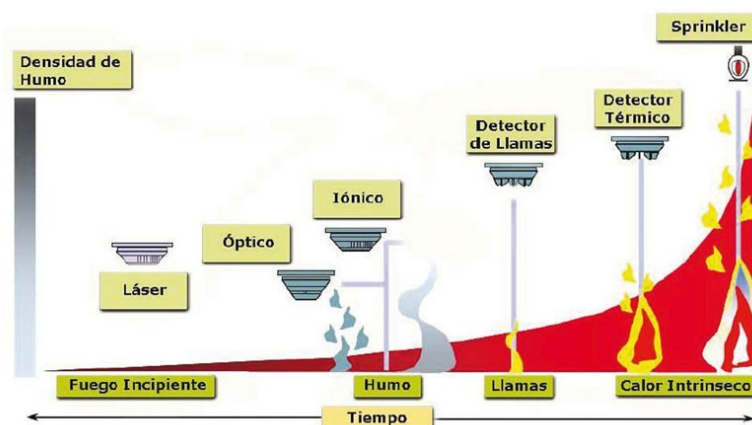 Sprinkler
Densidad de
Humo
Detector
Térmico
Detector
de Llamas
Iónico
Óptico
Láser
Fuego Incipiente
Humo
Llamas
Calor Intrinseco
Tiempo